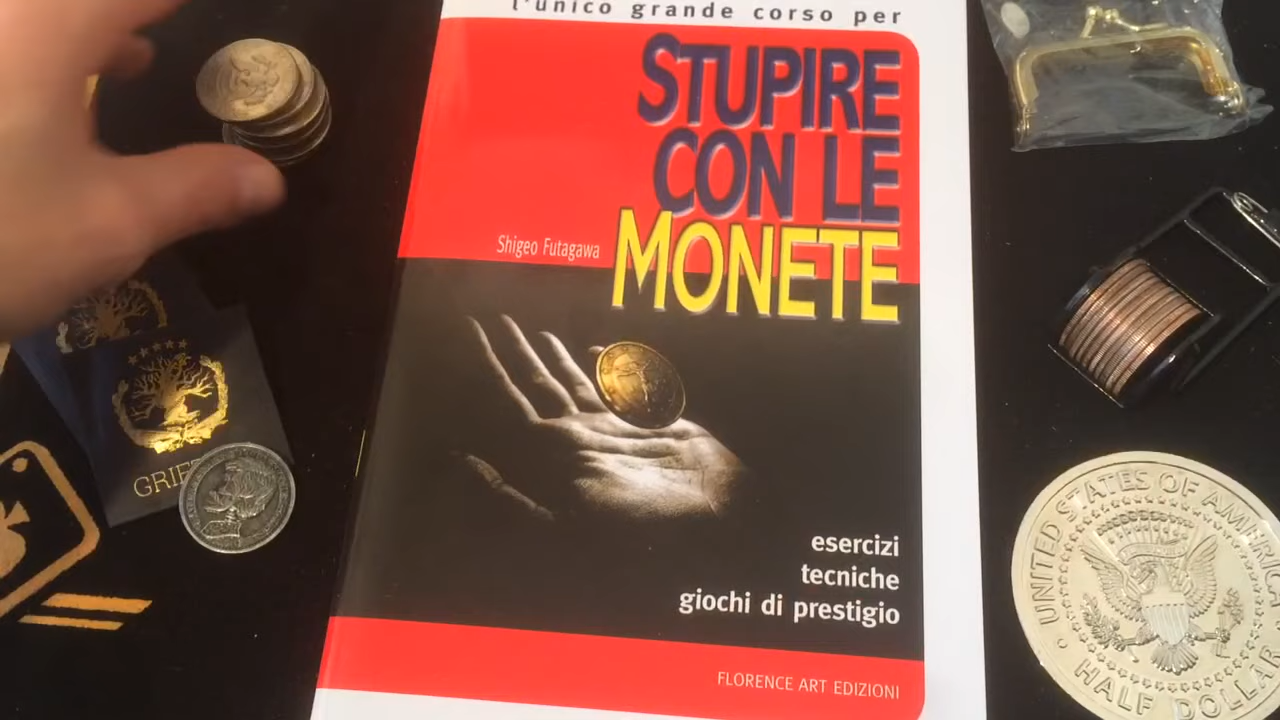 l'unico grande corso per
STUPIRE
CON LE
MONETE
Shigeo Futagawa
esercizi
tecniche
giochi di prestigio
FLORENCE ART EDIZIONI
UNITED STATES OF AMERICA
HALF DOLLAR